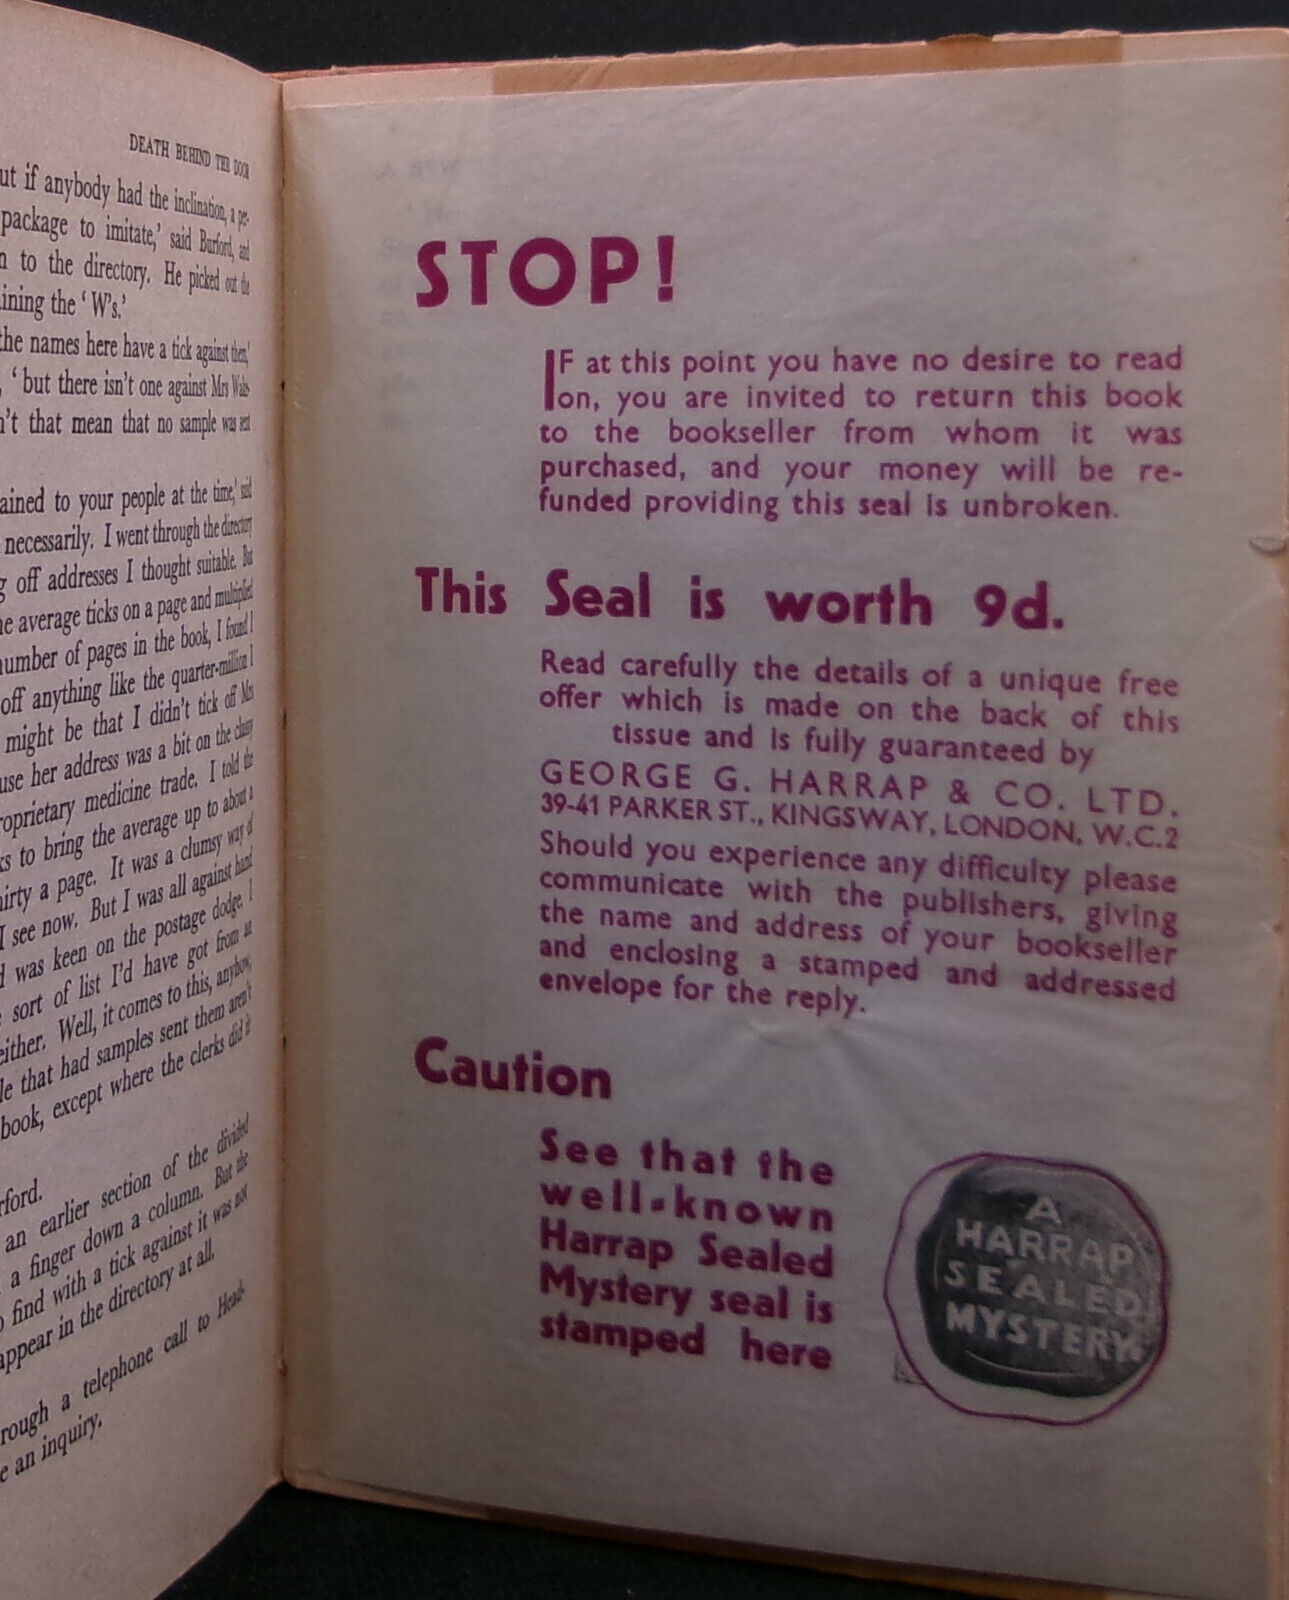 DEATH BEHIND THE DOOR
ut if anybody had the inclination, a per-
package to imitate,' said Burford, and
n to the directory. He picked out the
ining the ‘W's.’
the names here have a tick against them,'
, ‘but there isn't one against Mrs Wal-
n't that mean that no sample was sent
ained to your people at the time,' said
necessarily. I went through the directory
g off addresses I thought suitable. But
he average ticks on a page and multiplied
number of pages in the book, I found I
off anything like the quarter-million I
might be that I didn't tick off Mrs
use her address was a bit on the classy
roprietary medicine trade. I told the
ks to bring the average up to about a
hirty a page. It was a clumsy way of
I see now. But I was all against hand
d was keen on the postage dodge. I
sort of list I'd have got from an
either. Well, it comes to this, anyhow,
le that had samples sent them aren't
book, except where the clerks did it
rford.
an earlier section of the divided
a finger down a column. But the
o find with a tick against it was not
appear in the directory at all.
rough a telephone call to Head-
e an inquiry.
STOP!
IF at this point you have no desire to read
on, you are invited to return this book
to the bookseller from whom it was
purchased, and your money will be re-
funded providing this seal is unbroken.
This Seal is worth 9d.
Read carefully the details of a unique free
offer which is made on the back of this
tissue and is fully guaranteed by
GEORGE G. HARRAP & CO. LTD.
39-41 PARKER ST., KINGSWAY, LONDON, W.C.2
Should you experience any difficulty please
communicate with the publishers, giving
the name and address of your bookseller
and enclosing a stamped and addressed
envelope for the reply.
Caution
See that the
well-known
Harrap Sealed
Mystery seal is
stamped here
A
HARRAP
SEALED
MYSTERY